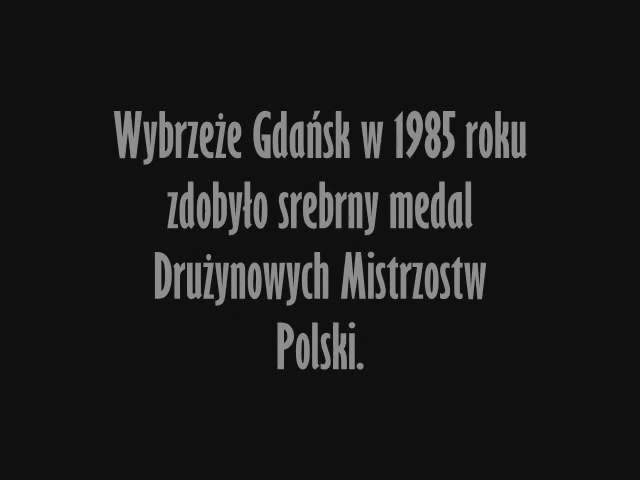 Wybrzeże Gdańsk w 1985 roku
zdobyło srebrny medal
Drużynowych Mistrzostw
Polski.